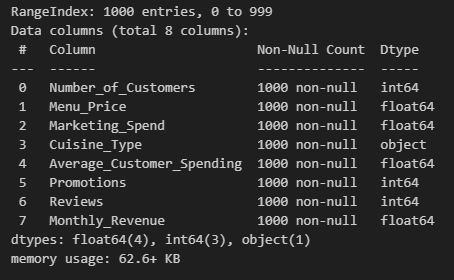 RangeIndex: 1000 entries, 0 to 999
Data columns (total 8 columns):
 #   Column                     Non-Null Count  Dtype
---  ------                     --------------  -----
 0   Number_of_Customers        1000 non-null   int64
 1   Menu_Price                 1000 non-null   float64
 2   Marketing_Spend            1000 non-null   float64
 3   Cuisine_Type               1000 non-null   object
 4   Average_Customer_Spending  1000 non-null   float64
 5   Promotions                 1000 non-null   int64
 6   Reviews                    1000 non-null   int64
 7   Monthly_Revenue            1000 non-null   float64
dtypes: float64(4), int64(3), object(1)
memory usage: 62.6+ KB